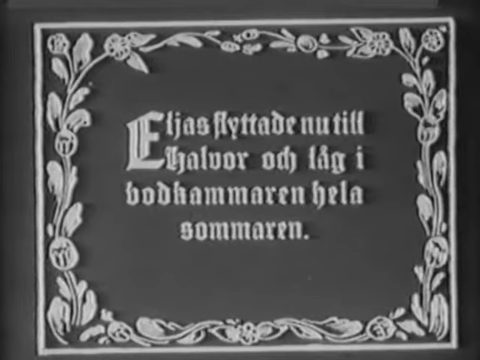 Eljas flyttade nu till
Halvor och låg i
bodkammaren hela
sommaren.